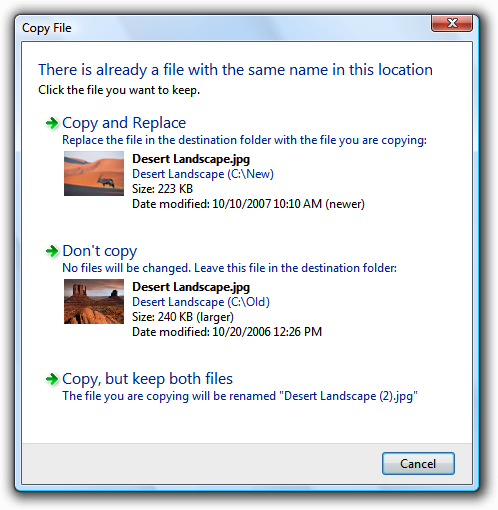 Copy File
There is already a file with the same name in this location
Click the file you want to keep.
Copy and Replace
Replace the file in the destination folder with the file you are copying:
Desert Landscape.jpg
Desert Landscape (C:\New)
Size: 223 KB
Date modified: 10/10/2007 10:10 AM (newer)
Don't copy
No files will be changed. Leave this file in the destination folder:
Desert Landscape.jpg
Desert Landscape (C:\Old)
Size: 240 KB (larger)
Date modified: 10/20/2006 12:26 PM
Copy, but keep both files
The file you are copying will be renamed "Desert Landscape (2).jpg"
Cancel